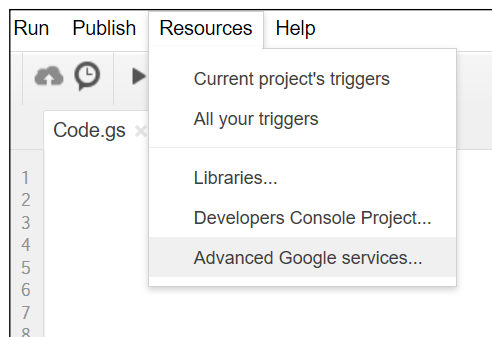 Run Publish Resources Help
Current project's triggers
All your triggers
Code.gs
Libraries...
Developers Console Project...
Advanced Google services...
1
2
3
4
5
6
7
8